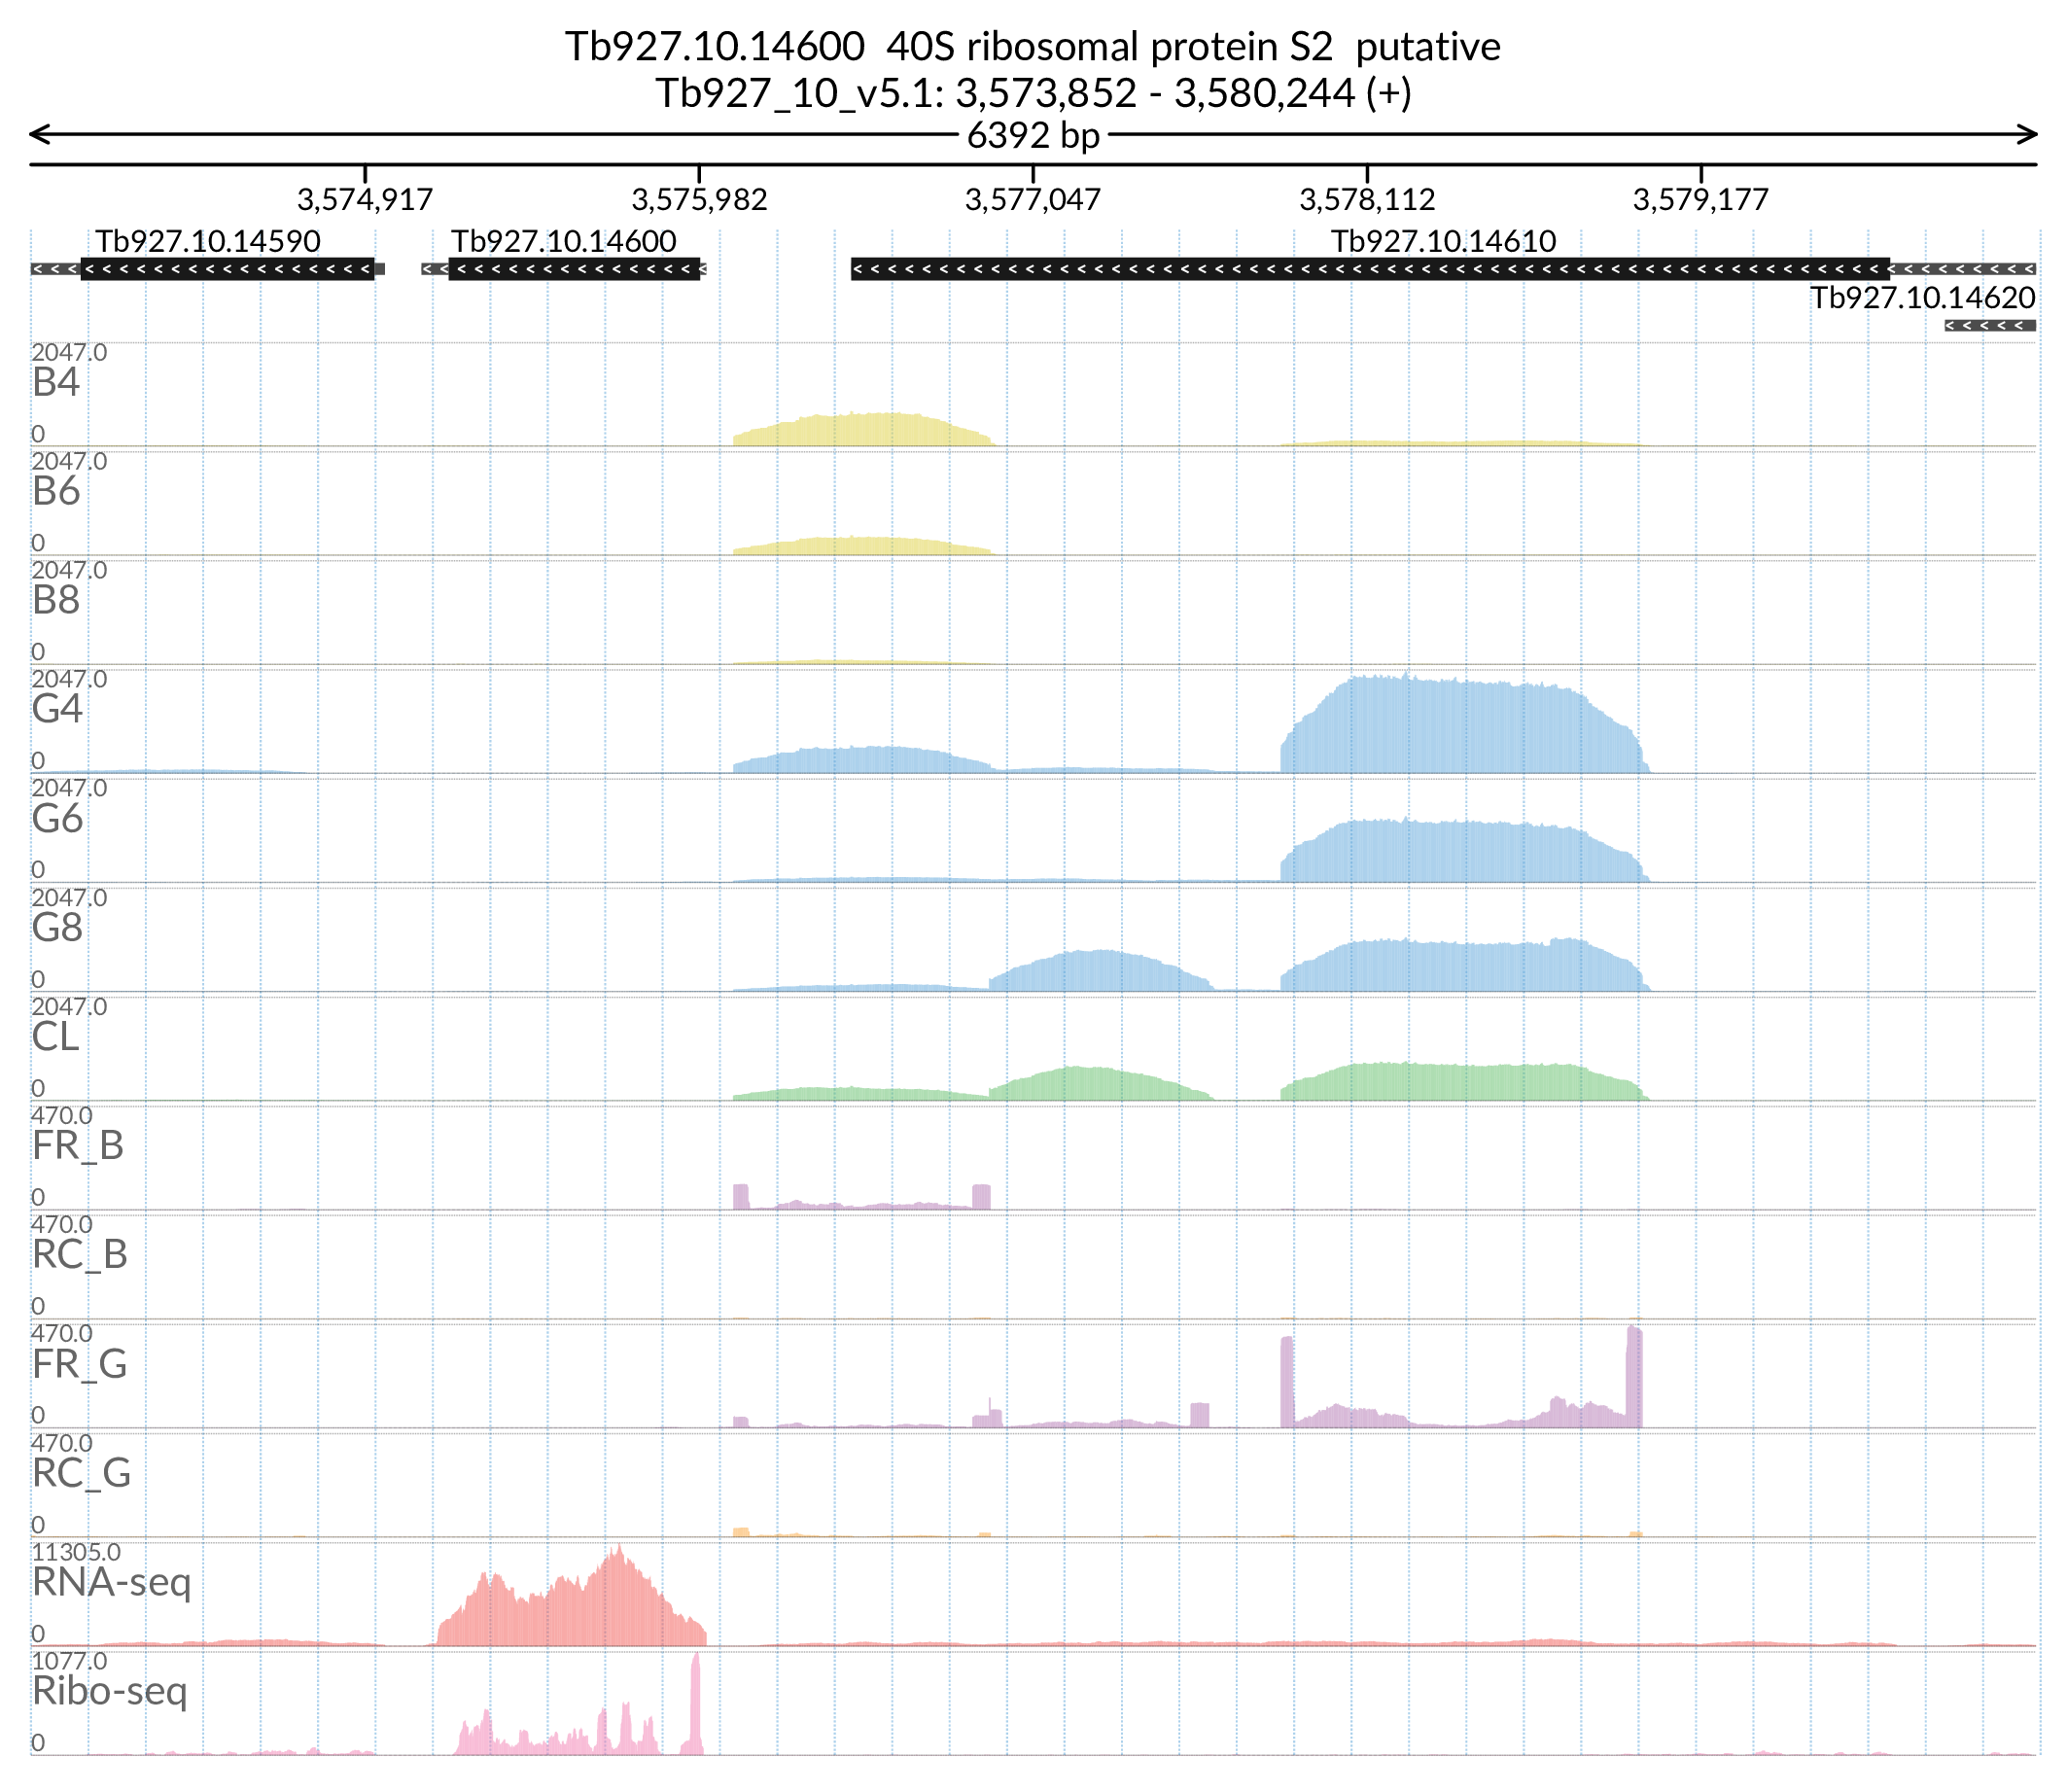 Tb927.10.14600  40S ribosomal protein S2  putative
Tb927_10_v5.1: 3,573,852 - 3,580,244 (+)
6392 bp
3,574,917 3,575,982 3,577,047 3,578,112 3,579,177
Tb927.10.14590 Tb927.10.14600 Tb927.10.14610
Tb927.10.14620
2047.0
B4
0
2047.0
B6
0
2047.0
B8
0
2047.0
G4
0
2047.0
G6
0
2047.0
G8
0
2047.0
CL
0
470.0
FR_B
0
470.0
RC_B
0
470.0
FR_G
0
470.0
RC_G
0
11305.0
RNA-seq
0
1077.0
Ribo-seq
0